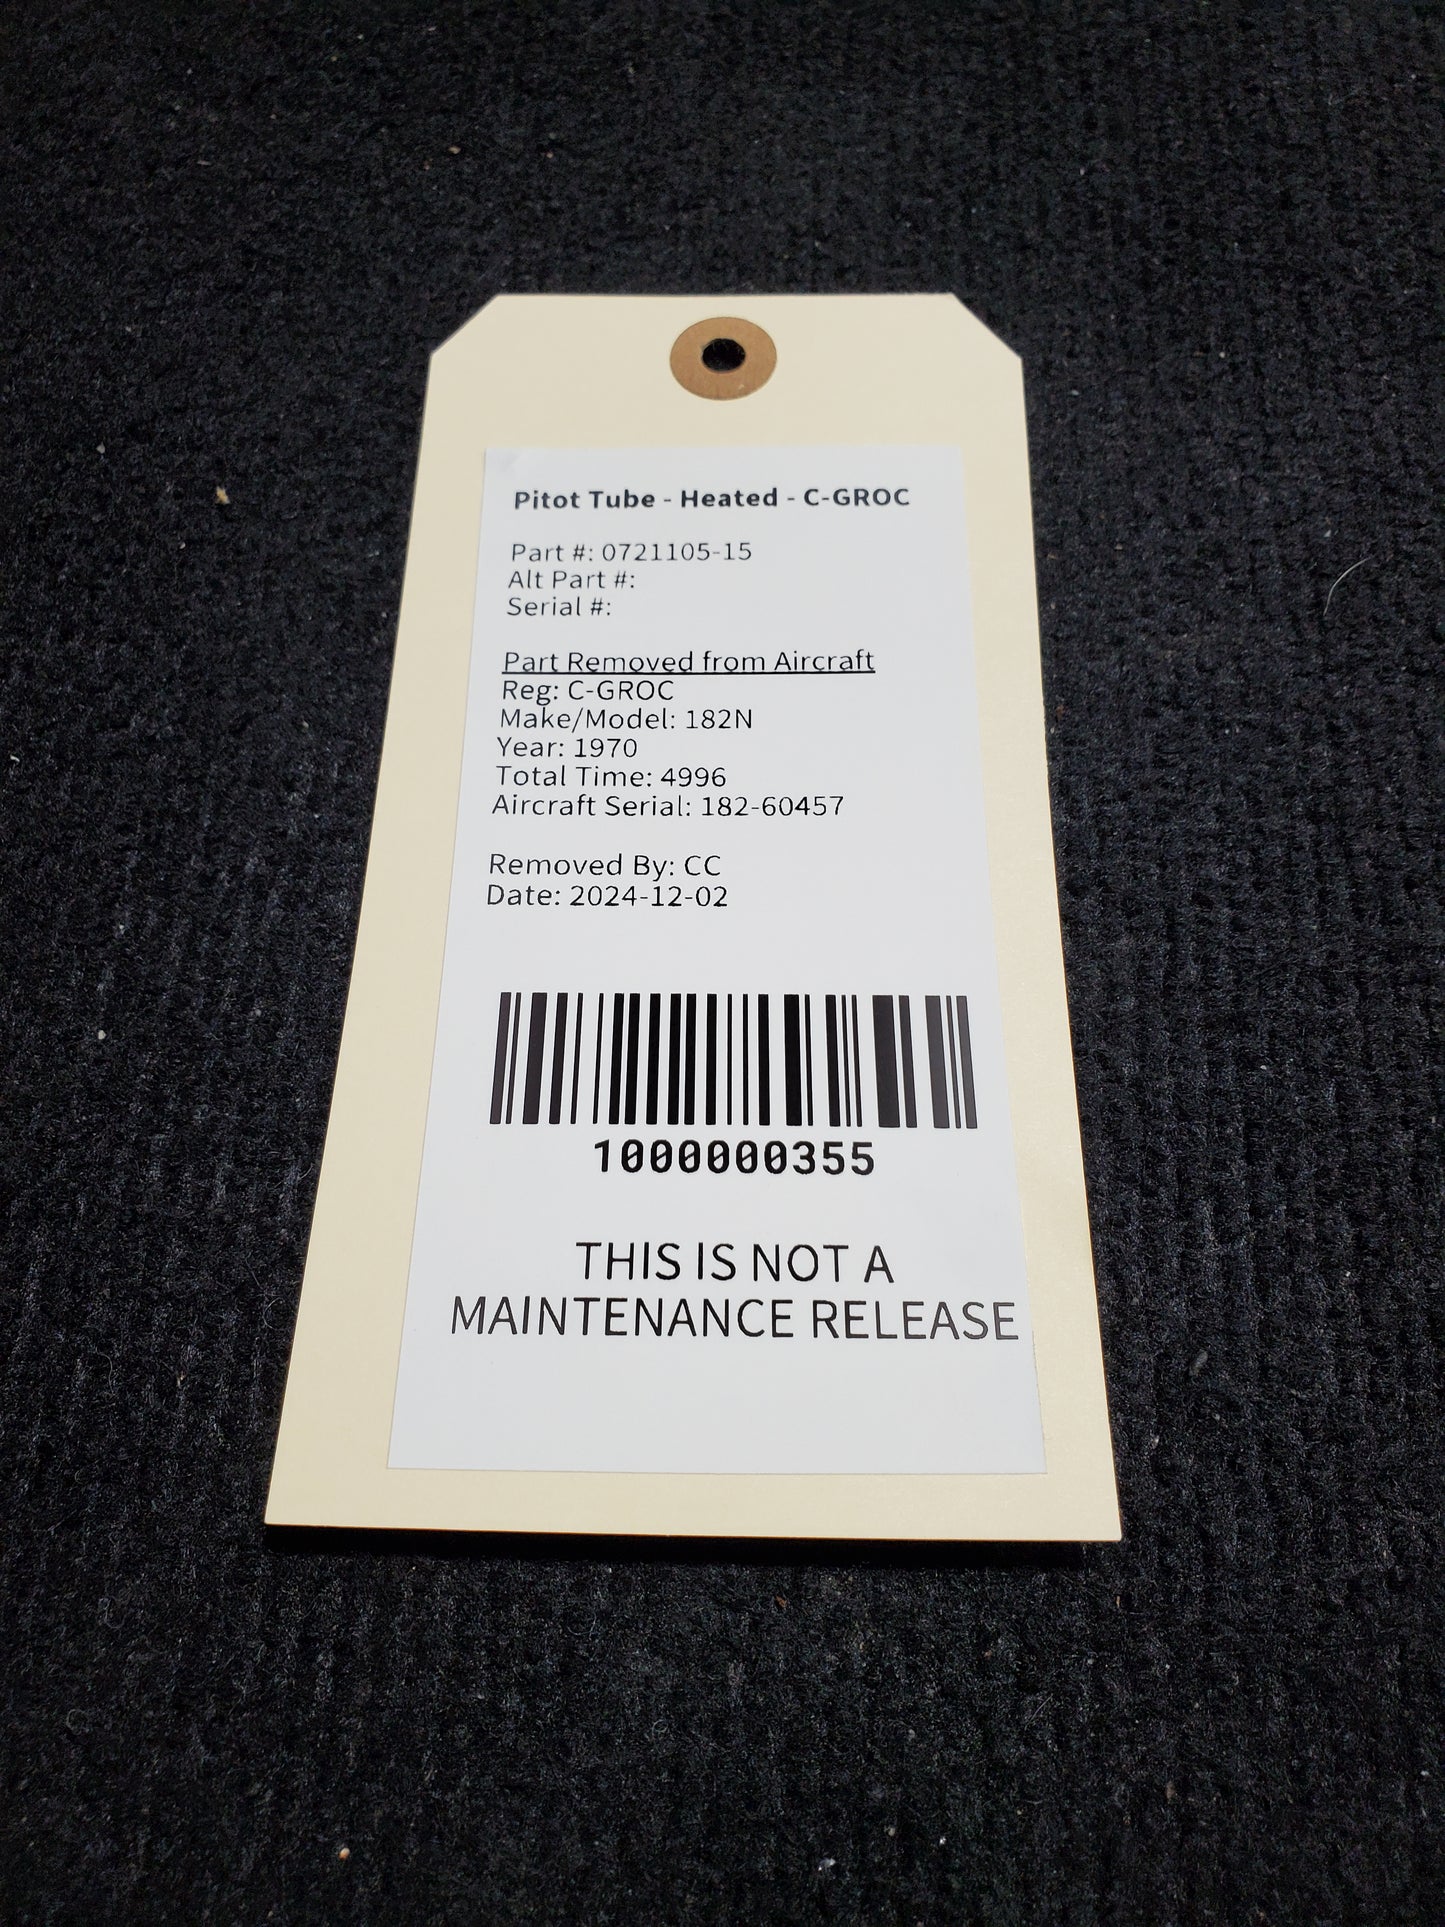 Pitot Tube - Heated - C-GROC
Part #: 0721105-15
Alt Part #:
Serial #:
Part Removed from Aircraft
Reg: C-GROC
Make/Model: 182N
Year: 1970
Total Time: 4996
Aircraft Serial: 182-60457
Removed By: CC
Date: 2024-12-02
1000000355
THIS IS NOT A
MAINTENANCE RELEASE